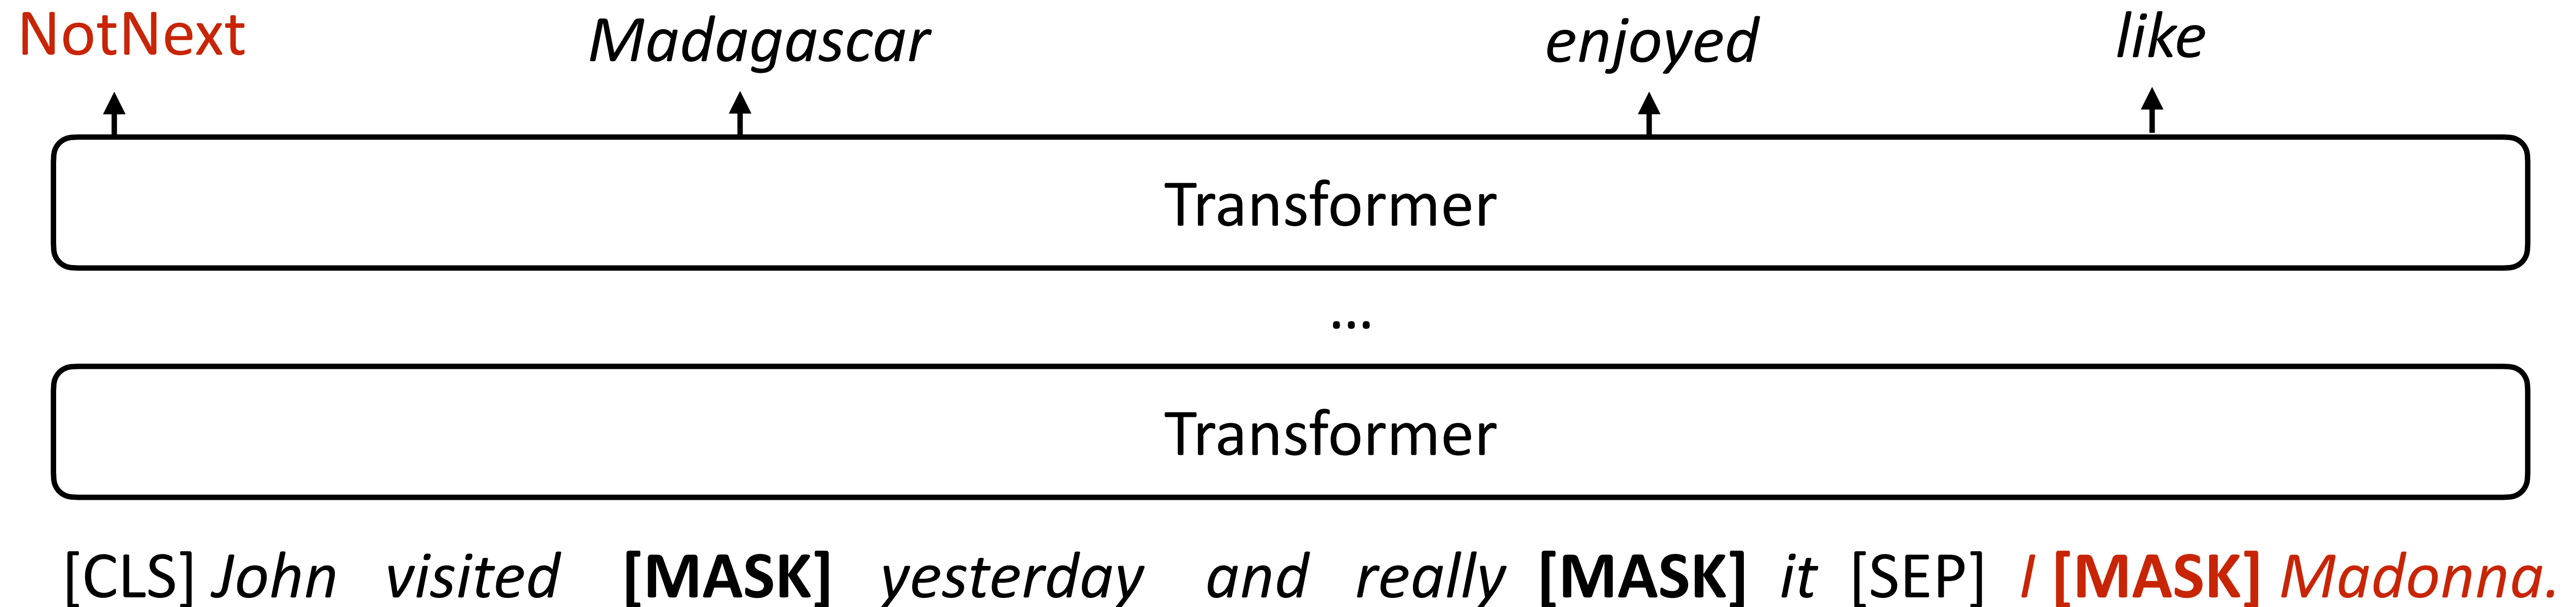 NotNext Madagascar enjoyed like
Transformer
...
Transformer
[CLS] John visited [MASK] yesterday and really [MASK] it [SEP] I [MASK] Madonna.